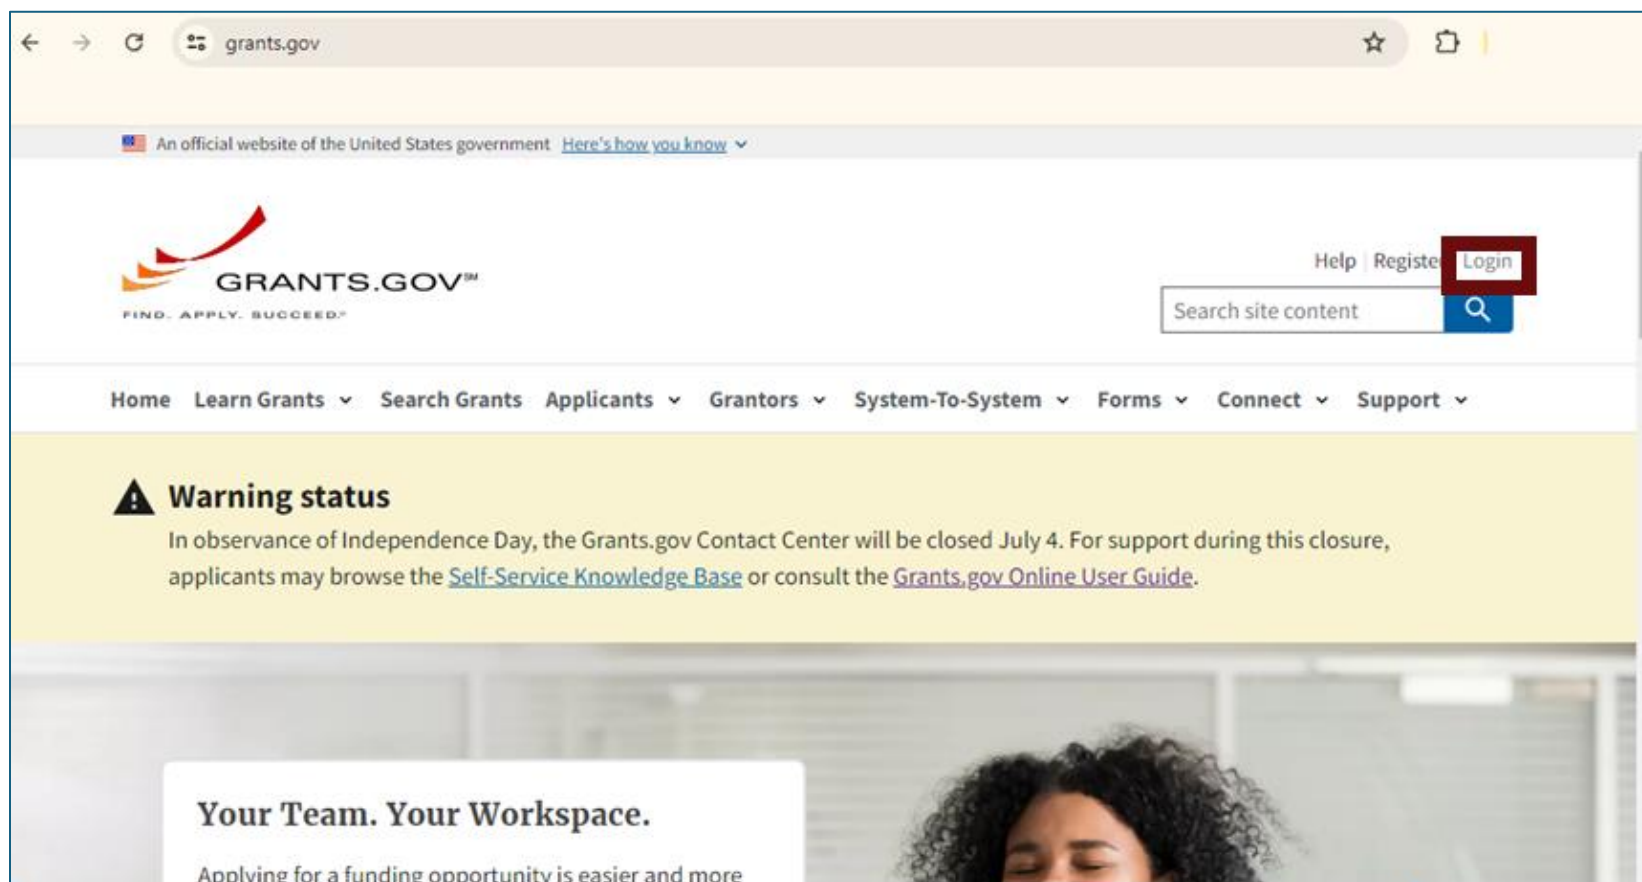 grants.gov
An official website of the United States government Here's how you know
GRANTS.GOV℠
FIND. APPLY. SUCCEED.℠
Help Register Login
Search site content
Home Learn Grants Search Grants Applicants Grantors System-To-System Forms Connect Support
Warning status
In observance of Independence Day, the Grants.gov Contact Center will be closed July 4. For support during this closure,
applicants may browse the Self-Service Knowledge Base or consult the Grants.gov Online User Guide.
Your Team. Your Workspace.
Applying for a funding opportunity is easier and more